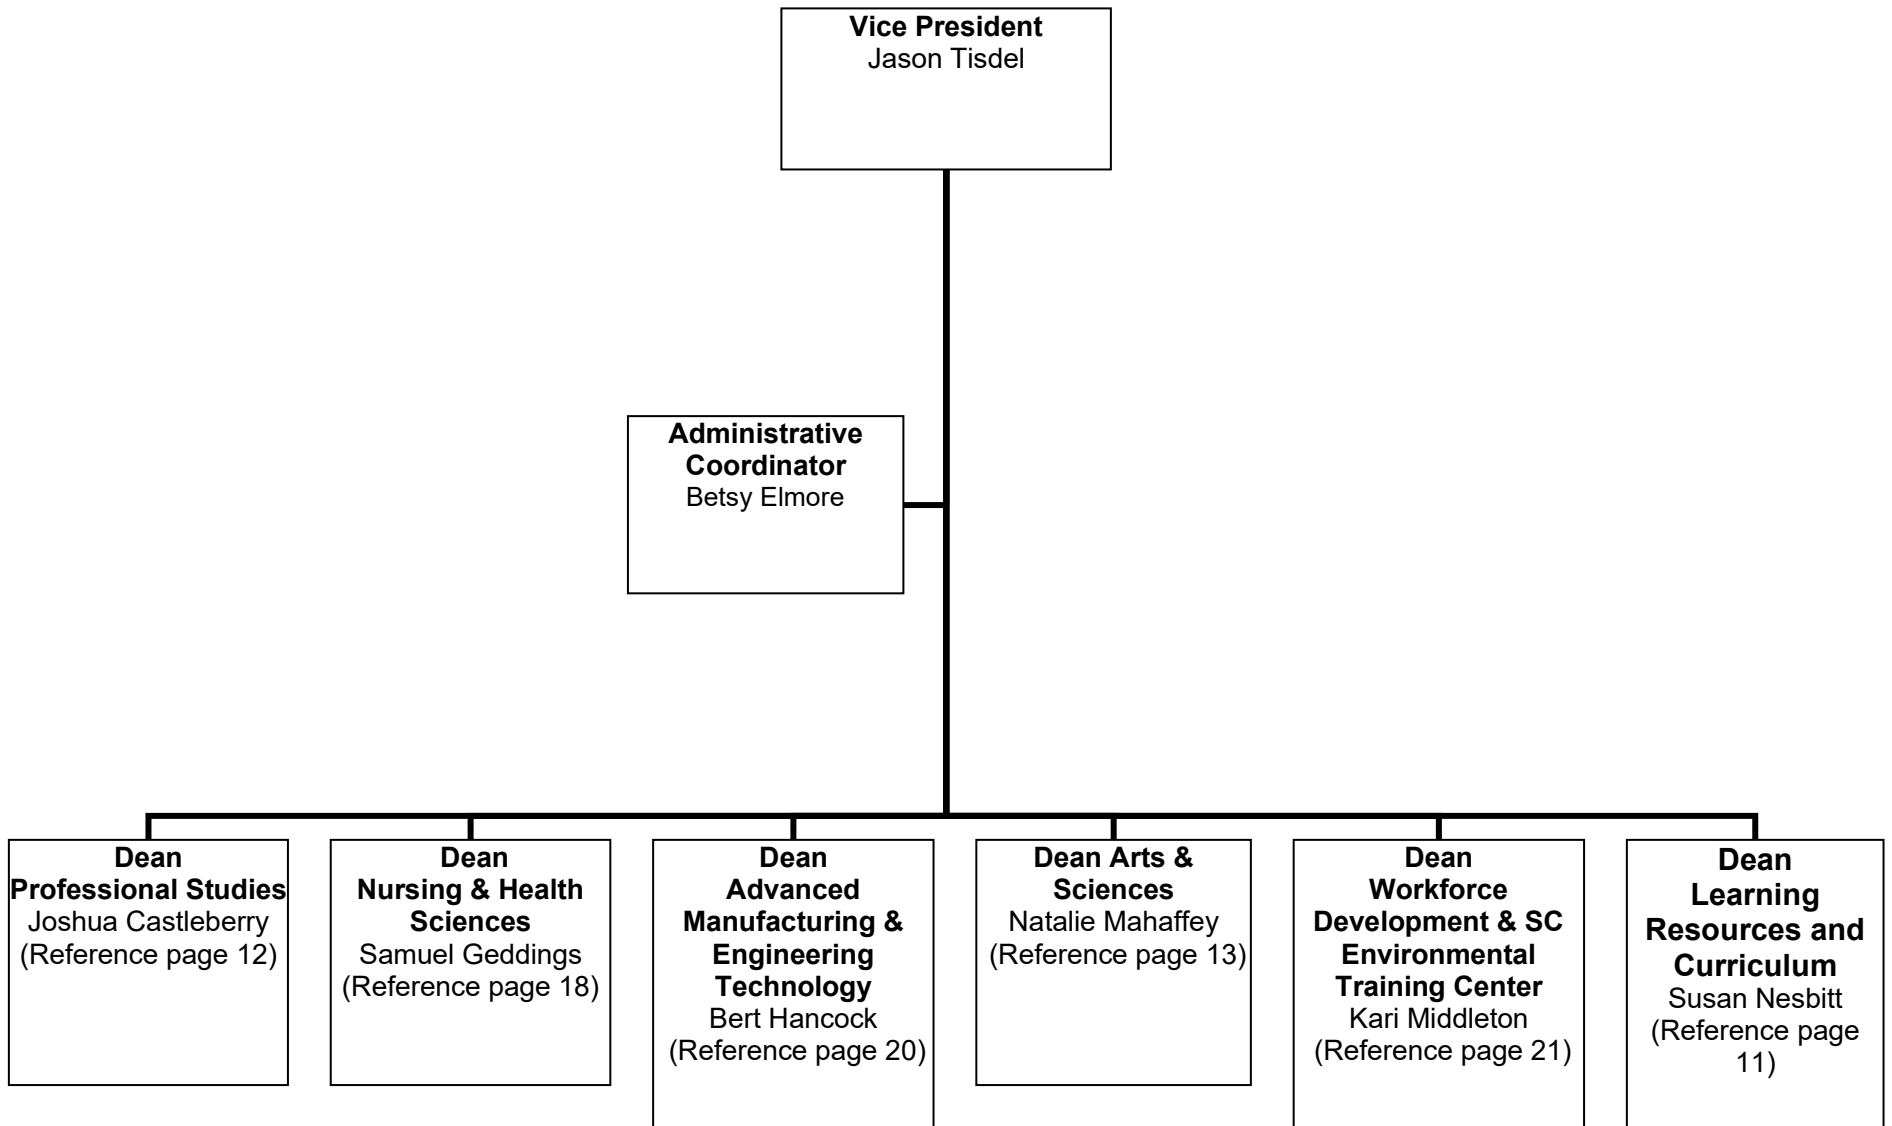 Vice President
Jason Tisdel
Administrative
Coordinator
Betsy Elmore
Dean
Professional Studies
Joshua Castleberry
(Reference page 12)
Dean
Nursing & Health
Sciences
Samuel Geddings
(Reference page 18)
Dean
Advanced
Manufacturing &
Engineering
Technology
Bert Hancock
(Reference page 20)
Dean Arts &
Sciences
Natalie Mahaffey
(Reference page 13)
Dean
Workforce
Development & SC
Environmental
Training Center
Kari Middleton
(Reference page 21)
Dean
Learning
Resources and
Curriculum
Susan Nesbitt
(Reference page
11)